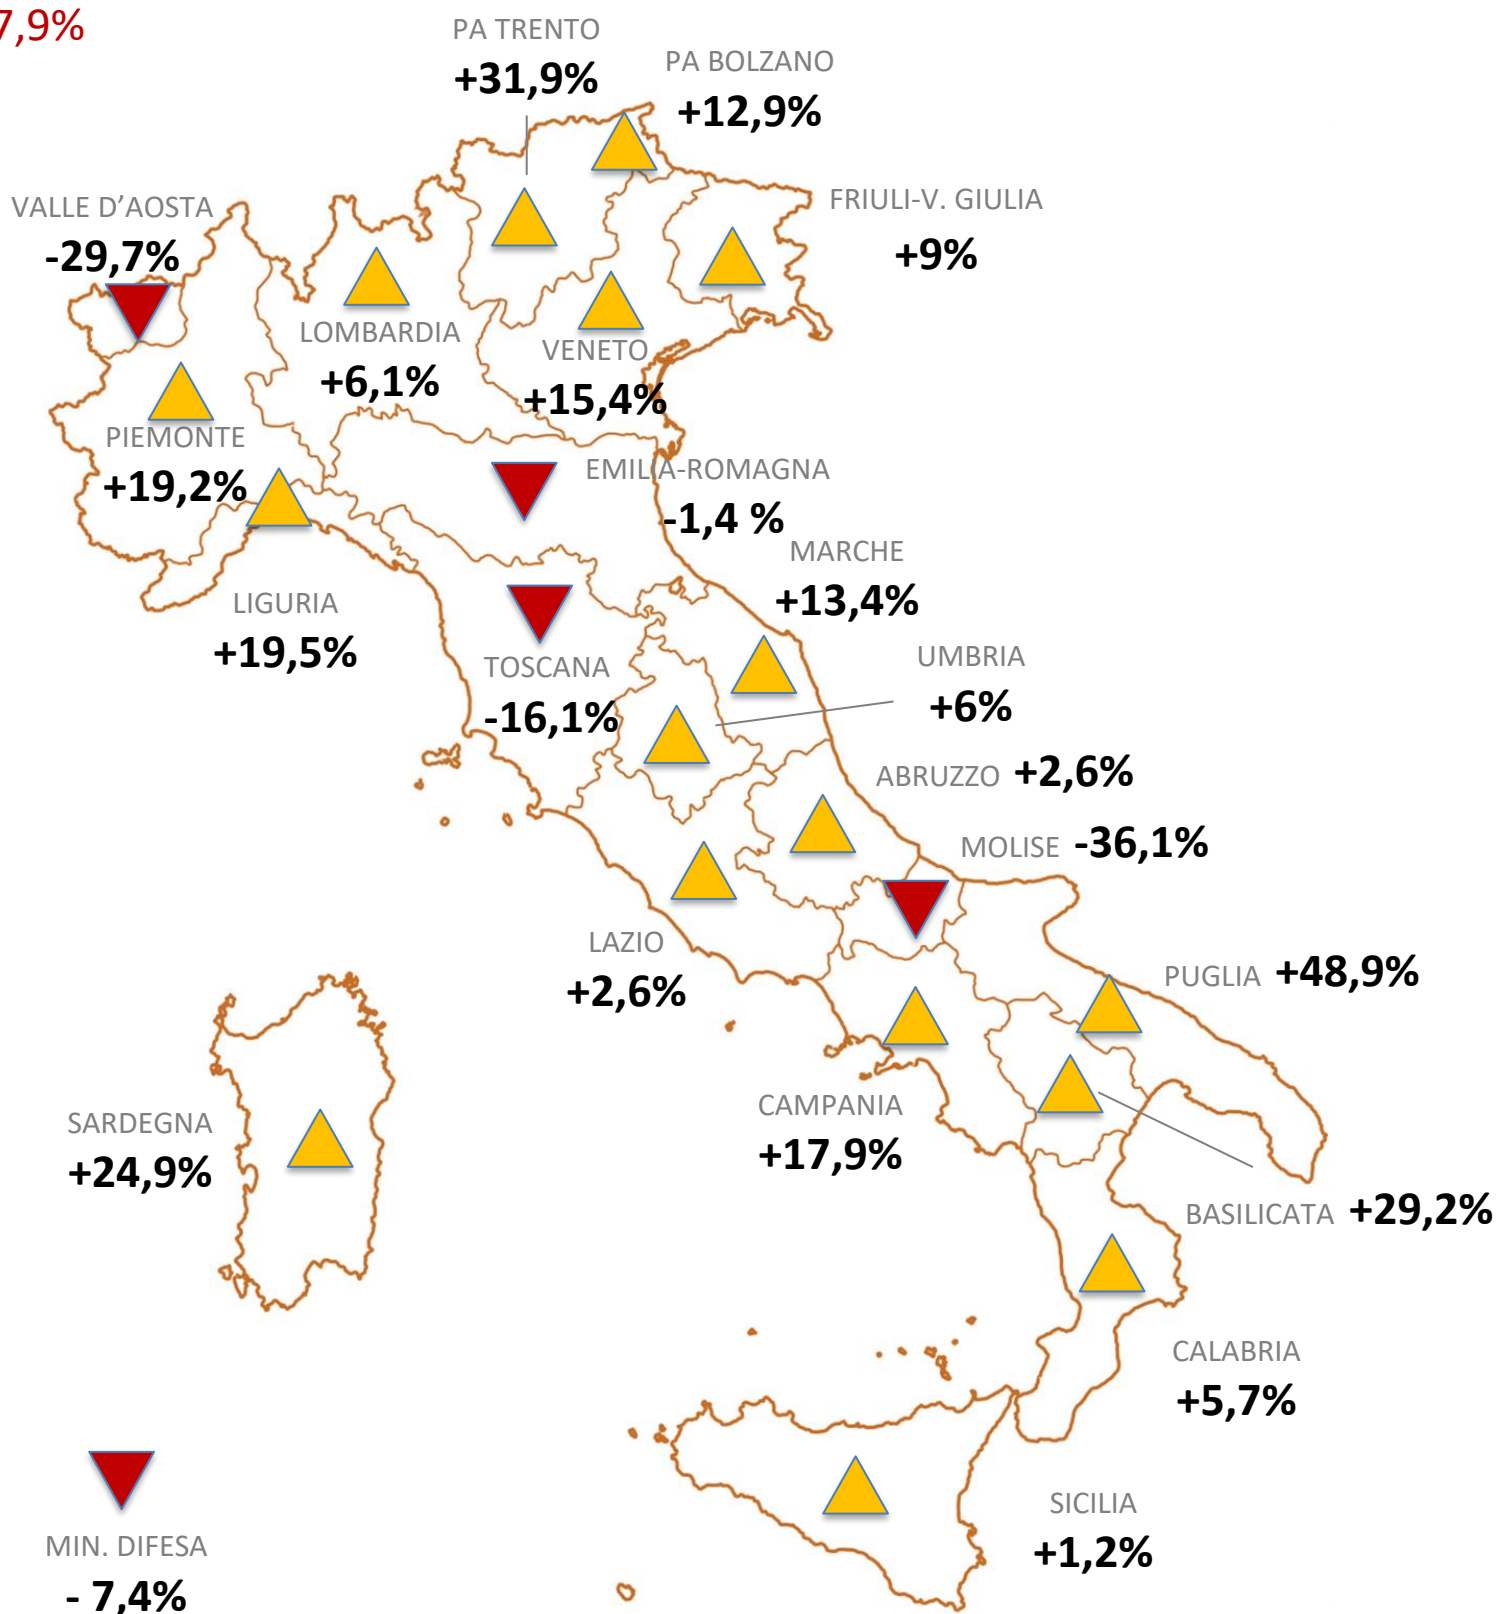 7,9%
PA TRENTO
+31,9%
PA BOLZANO
+12,9%
VALLE D’AOSTA
-29,7%
FRIULI-V. GIULIA
+9%
LOMBARDIA
+6,1%
VENETO
+15,4%
PIEMONTE
+19,2%
EMILIA-ROMAGNA
-1,4 %
MARCHE
+13,4%
LIGURIA
+19,5%
TOSCANA
-16,1%
UMBRIA
+6%
ABRUZZO +2,6%
MOLISE -36,1%
LAZIO
+2,6%
PUGLIA +48,9%
CAMPANIA
+17,9%
SARDEGNA
+24,9%
BASILICATA +29,2%
CALABRIA
+5,7%
SICILIA
+1,2%
MIN. DIFESA
- 7,4%